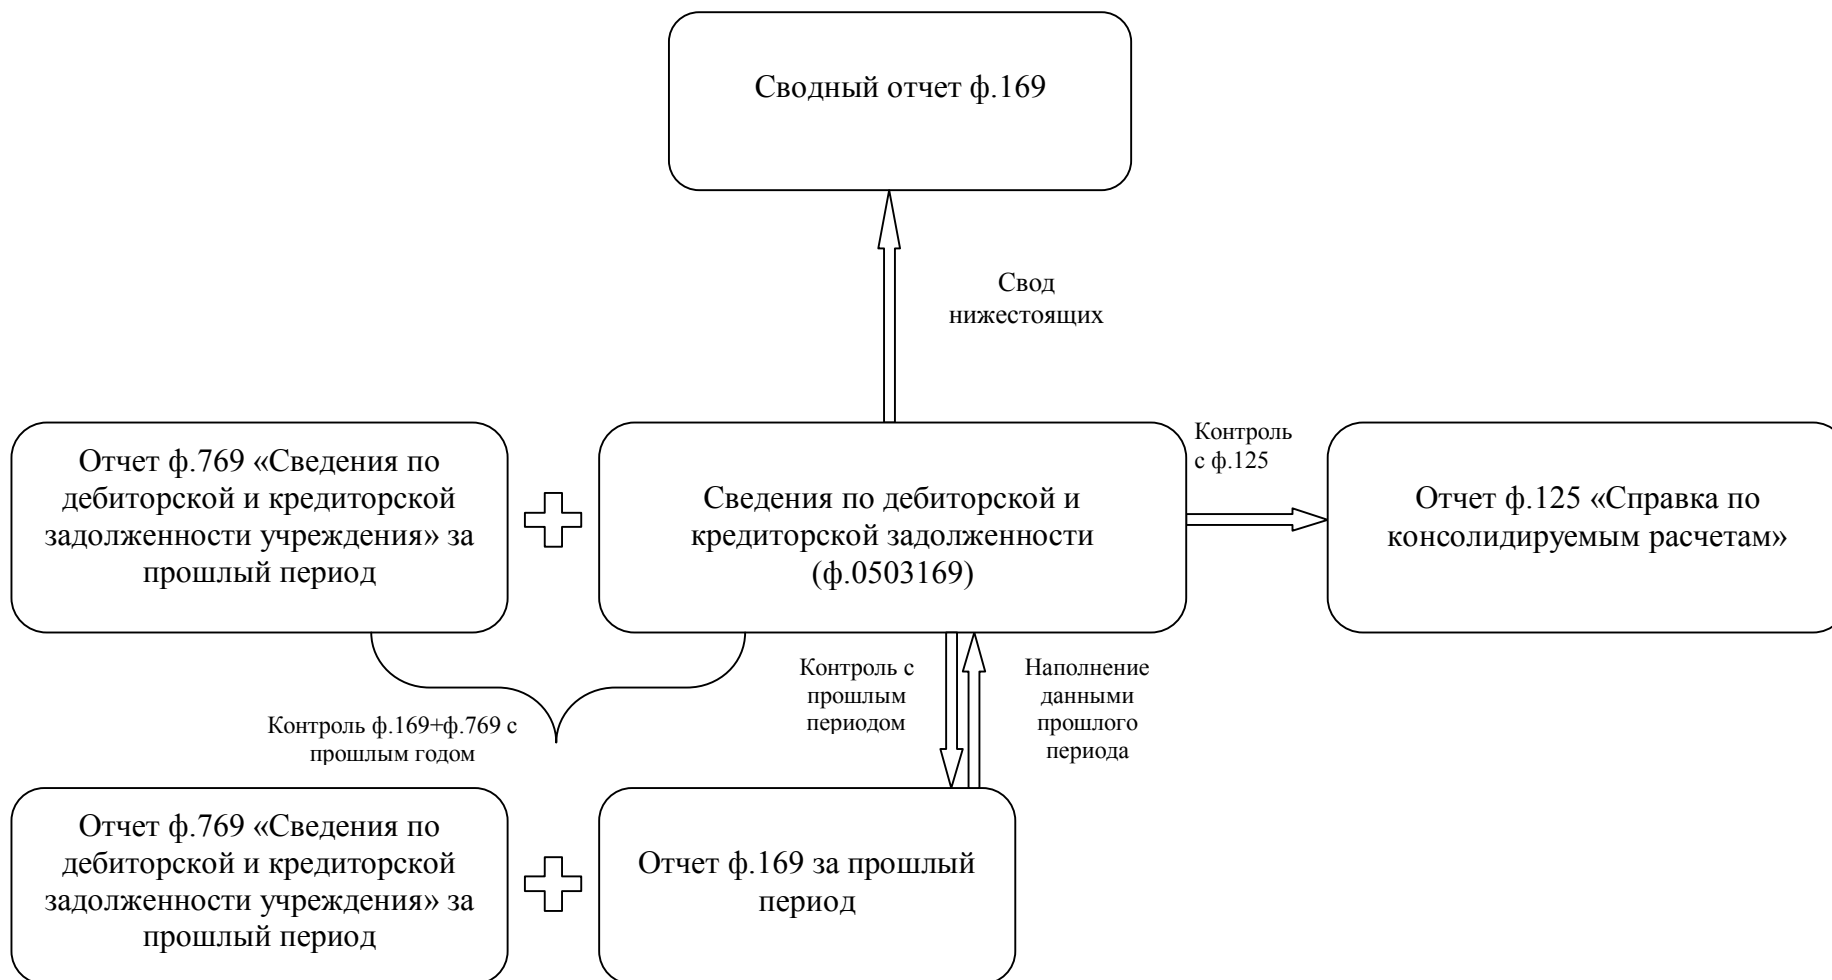 Сводный отчет ф.169
Свод
нижестоящих
Отчет ф.769 «Сведения по
дебиторской и кредиторской
задолженности учреждения» за
прошлый период
Сведения по дебиторской и
кредиторской задолженности
(ф.0503169)
Контроль
с ф.125
Отчет ф.125 «Справка по
консолидируемым расчетам»
Контроль ф.169+ф.769 с
прошлым годом
Контроль с
прошлым
периодом
Наполнение
данными
прошлого
периода
Отчет ф.769 «Сведения по
дебиторской и кредиторской
задолженности учреждения» за
прошлый период
Отчет ф.169 за прошлый
период